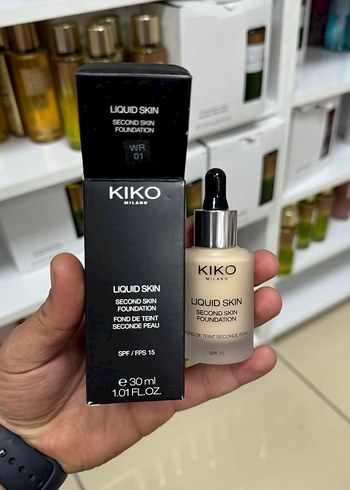 LIQUID SKIN
SECOND SKIN
FOUNDATION
WR
01
KIKO
MILANO
LIQUID SKIN
SECOND SKIN
FOUNDATION
FOND DE TEINT
SECONDE PEAU
SPF / FPS 15
e 30 ml
1.01 FL.OZ.
KIKO
MILANO
LIQUID SKIN
SECOND SKIN
FOUNDATION
FOND DE TEINT SECONDE PEAU
SPF 15